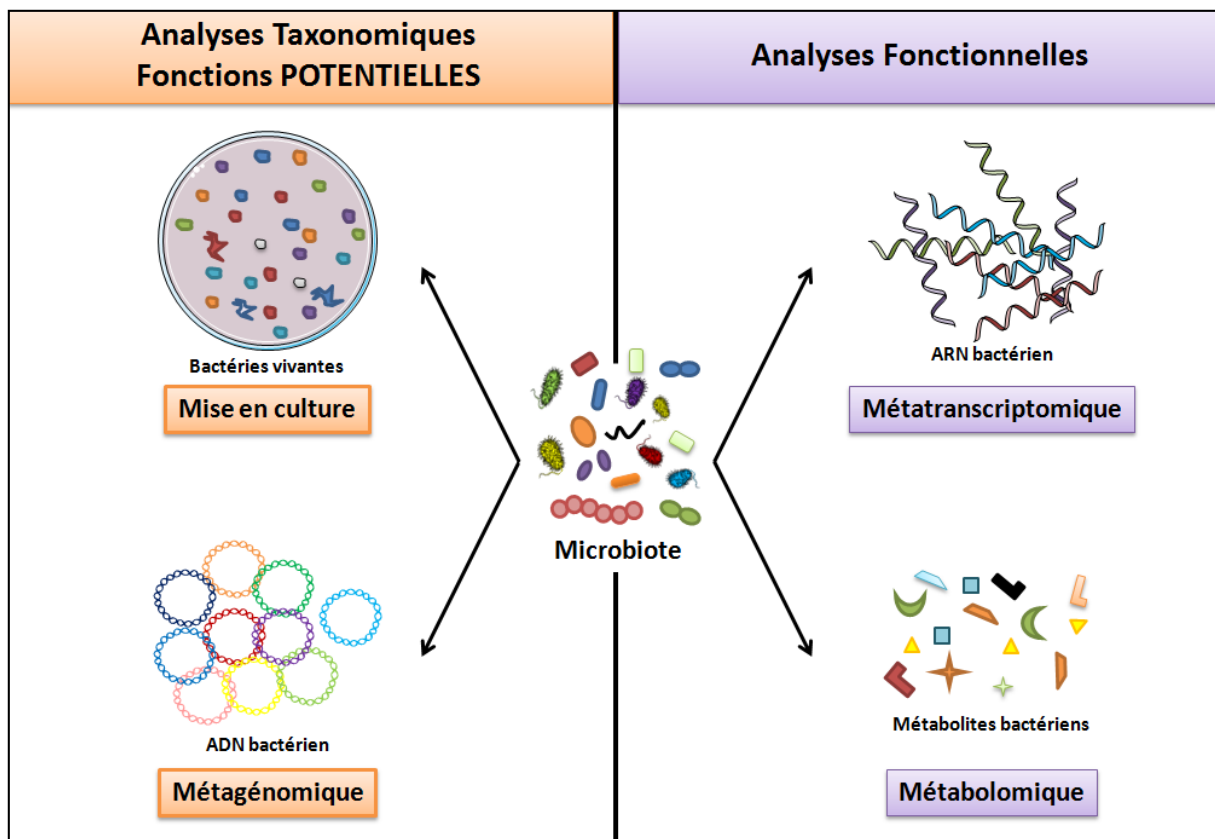 Analyses Taxonomiques
Fonctions POTENTIELLES
Analyses Fonctionnelles
Bactéries vivantes
Mise en culture
ARN bactérien
Métatranscriptomique
Microbiote
ADN bactérien
Métagénomique
Métabolites bactériens
Métabolomique